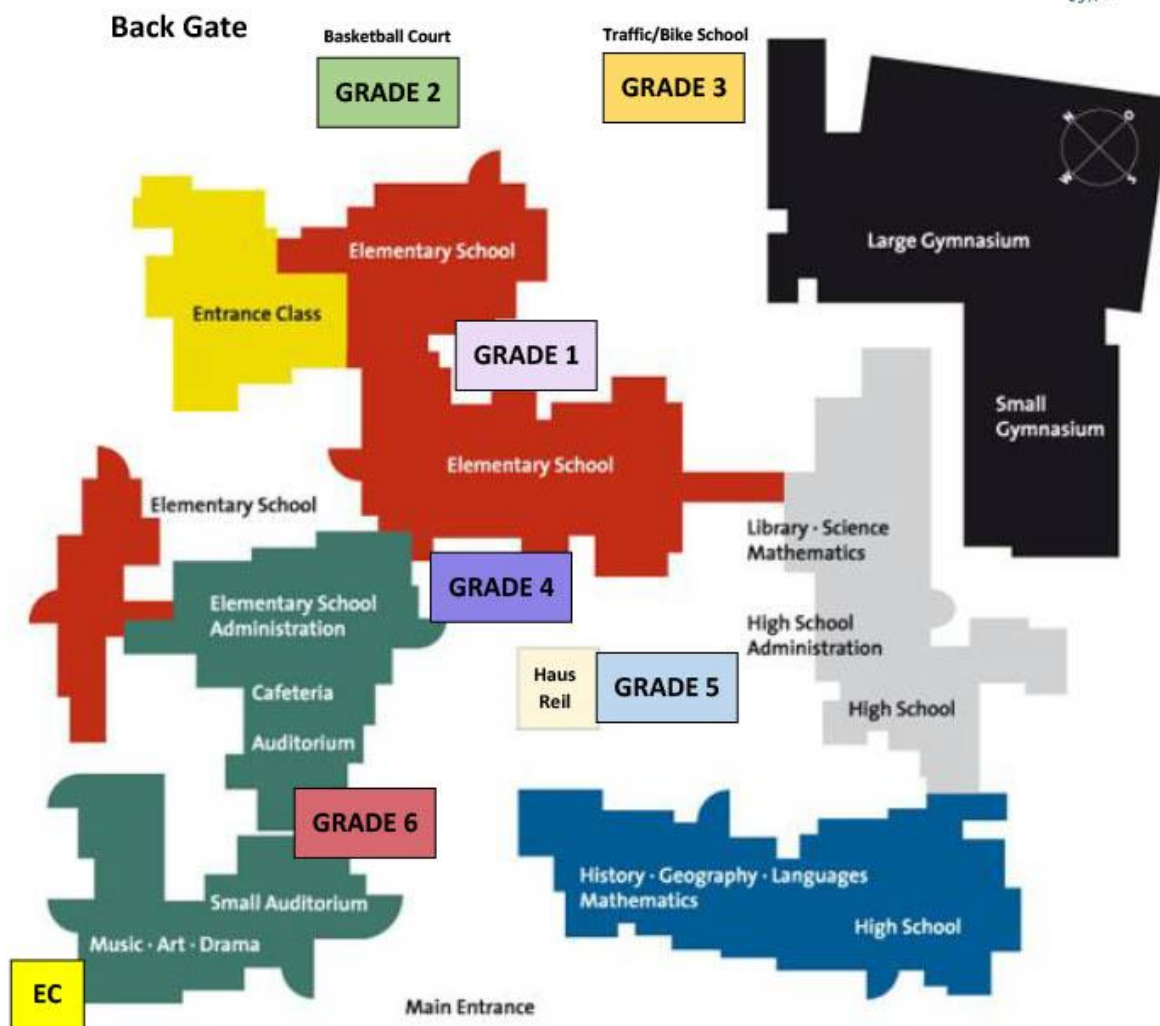 Back Gate
Basketball Court
Traffic/Bike School
GRADE 2
GRADE 3
N
O
W
S
Elementary School
Large Gymnasium
Entrance Class
GRADE 1
Small
Gymnasium
Elementary School
Elementary School
Library · Science
Mathematics
GRADE 4
Elementary School
Administration
High School
Administration
Haus
Reil
GRADE 5
Cafeteria
High School
Auditorium
GRADE 6
History · Geography · Languages
Mathematics
Small Auditorium
High School
Music · Art · Drama
EC
Main Entrance